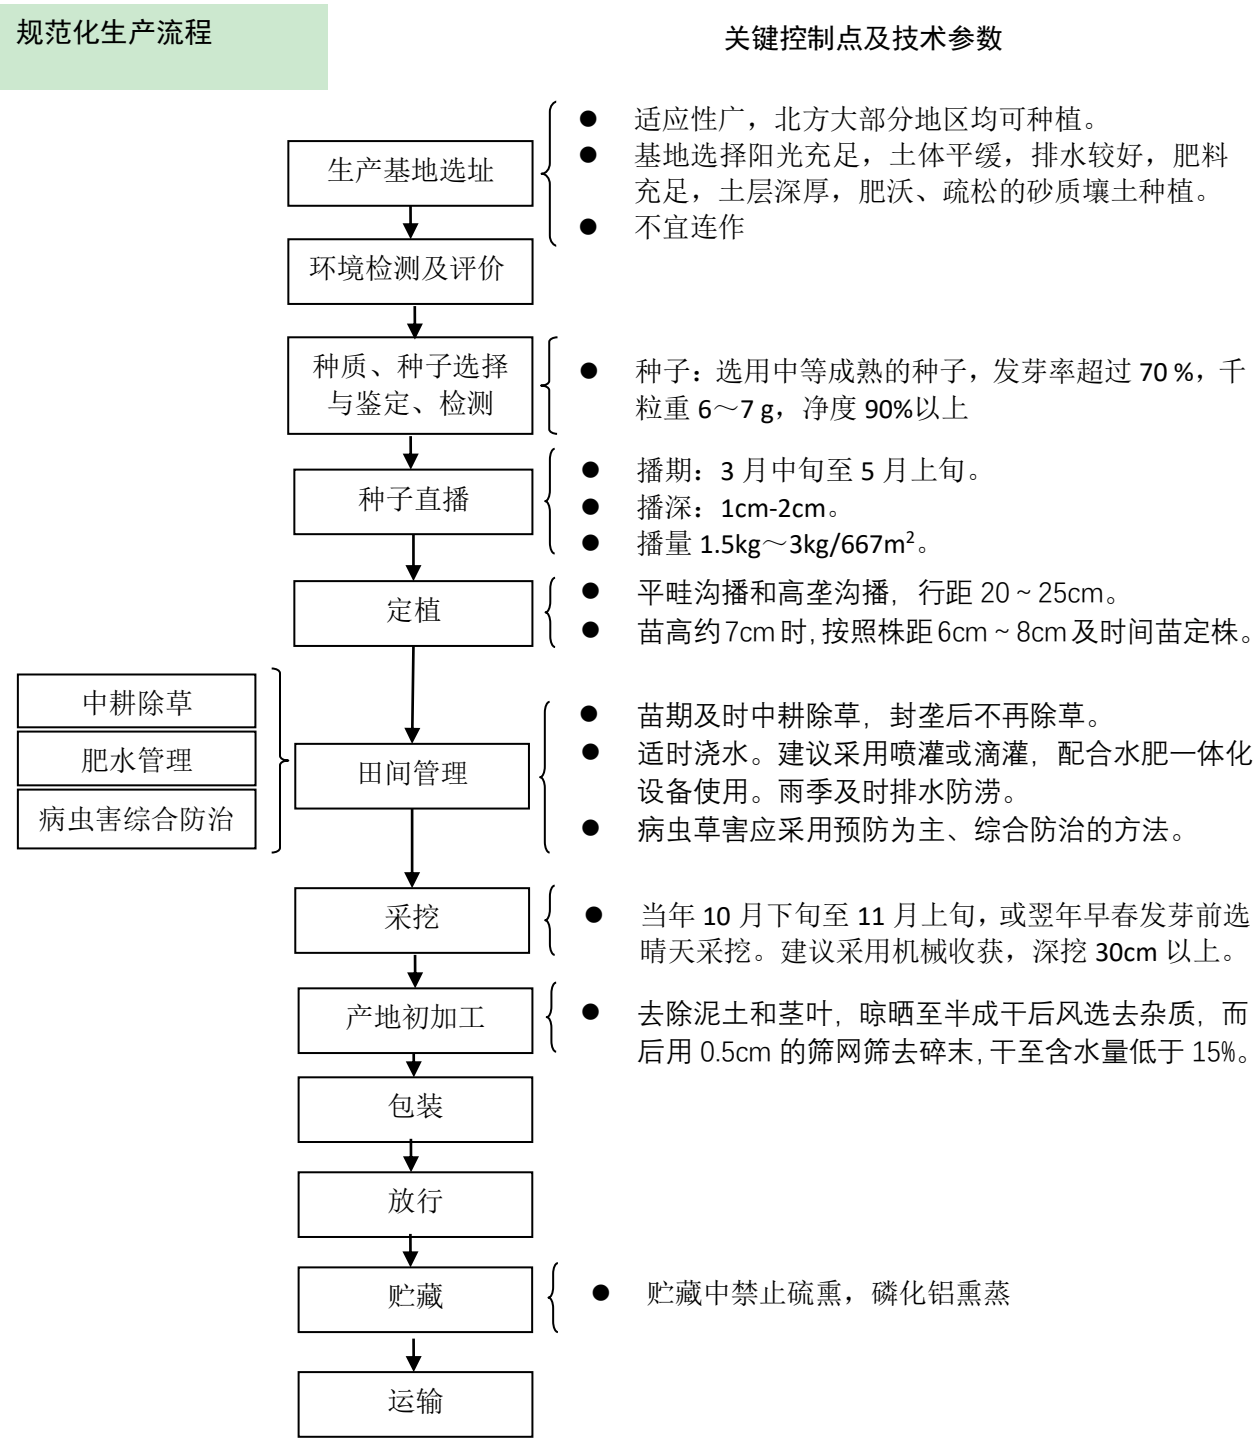 规范化生产流程
关键控制点及技术参数
生产基地选址
● 适应性广，北方大部分地区均可种植。
● 基地选择阳光充足，土体平缓，排水较好，肥料
充足，土层深厚，肥沃、疏松的砂质壤土种植。
● 不宜连作
环境检测及评价
种质、种子选择
与鉴定、检测
● 种子：选用中等成熟的种子，发芽率超过 70 %，千
粒重 6～7 g，净度 90%以上
种子直播
● 播期：3 月中旬至 5 月上旬。
● 播深：1cm-2cm。
● 播量 1.5kg～3kg/667m²。
定植
● 平畦沟播和高垄沟播，行距 20～25cm。
● 苗高约7cm时，按照株距6cm～8cm及时间苗定株。
中耕除草
肥水管理
病虫害综合防治
田间管理
● 苗期及时中耕除草，封垄后不再除草。
● 适时浇水。建议采用喷灌或滴灌，配合水肥一体化
设备使用。雨季及时排水防涝。
● 病虫草害应采用预防为主、综合防治的方法。
采挖
● 当年 10 月下旬至 11 月上旬，或翌年早春发芽前选
晴天采挖。建议采用机械收获，深挖 30cm 以上。
产地初加工
● 去除泥土和茎叶，晾晒至半成干后风选去杂质，而
后用 0.5cm 的筛网筛去碎末，干至含水量低于 15%。
包装
放行
贮藏
● 贮藏中禁止硫熏，磷化铝熏蒸
运输